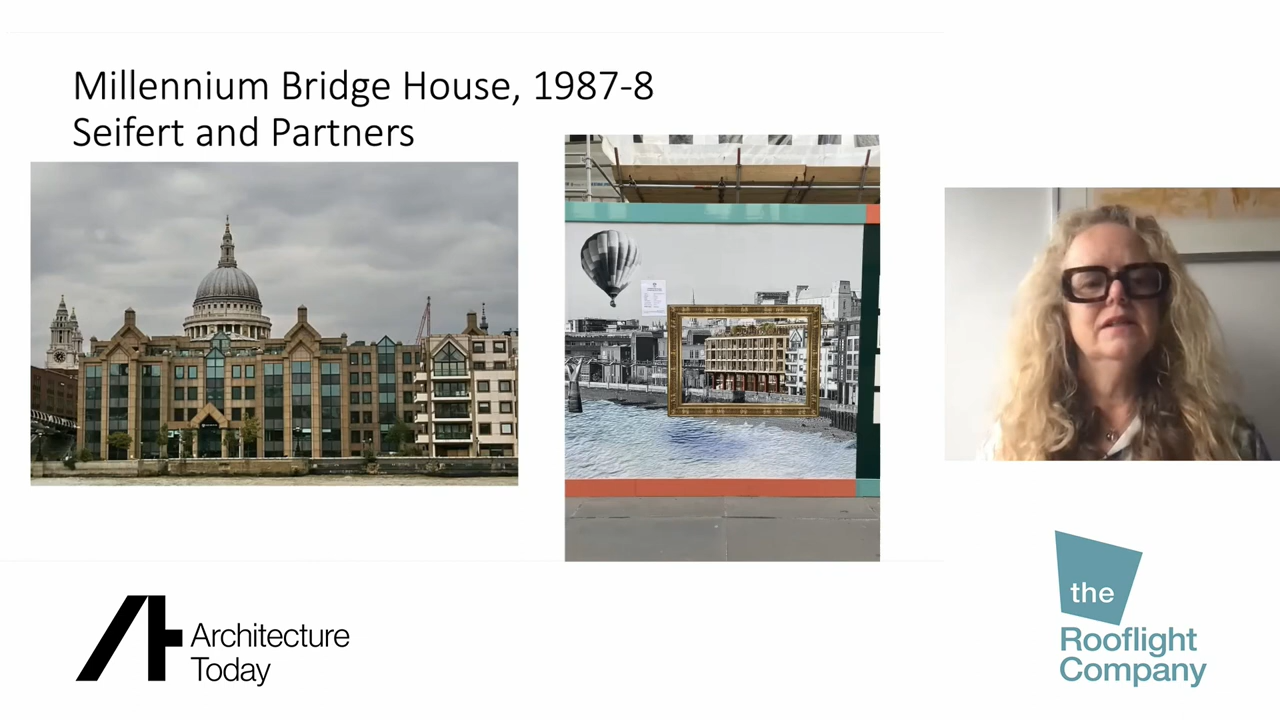 Millennium Bridge House, 1987-8
Seifert and Partners
Architecture
Today
the
Rooflight
Company